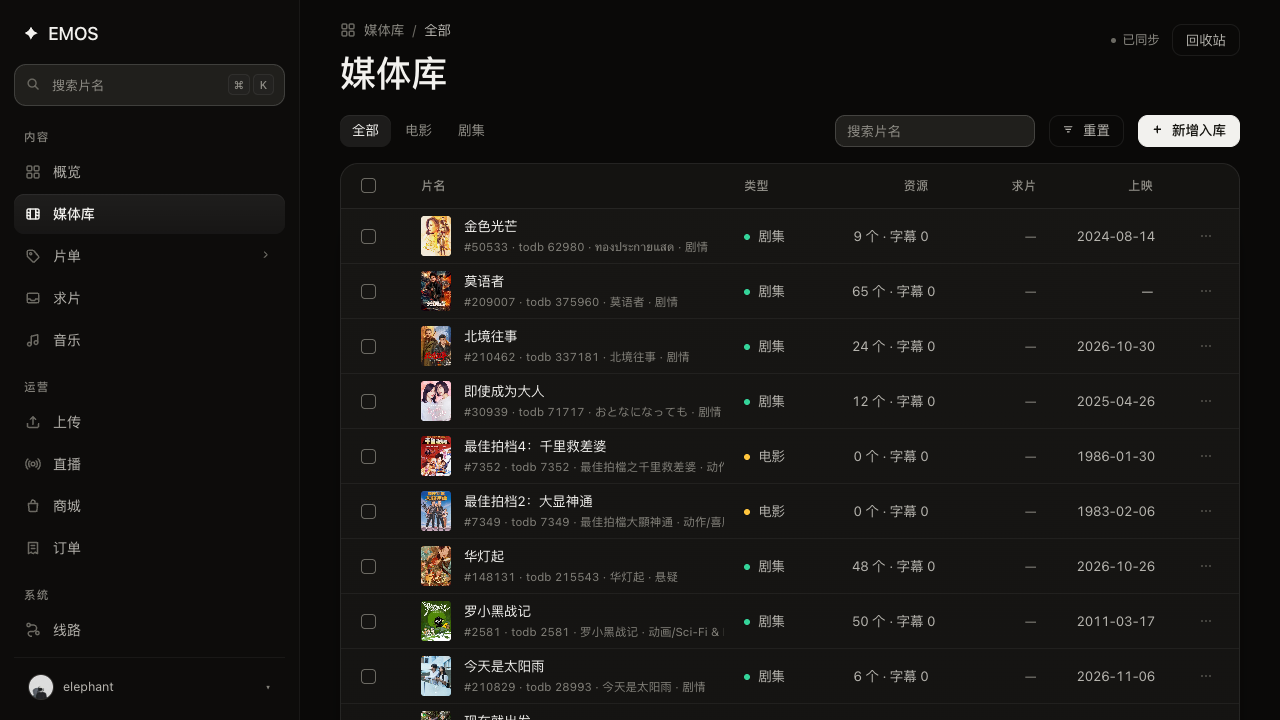 EMOS
搜索片名 ⌘ K
内容
概览
媒体库
片单
求片
音乐
运营
上传
直播
商城
订单
系统
线路
elephant
媒体库 / 全部
已同步 回收站
媒体库
全部 电影 剧集
搜索片名 重置 + 新增入库
片名 类型 资源 求片 上映
金色光芒
#50533 · todb 62980 · ทองประกายแสด · 剧情
剧集 9 个 · 字幕 0 — 2024-08-14 ···
莫语者
#209007 · todb 375960 · 莫语者 · 剧情
剧集 65 个 · 字幕 0 — — ···
北境往事
#210462 · todb 337181 · 北境往事 · 剧情
剧集 24 个 · 字幕 0 — 2026-10-30 ···
即使成为大人
#30939 · todb 71717 · おとなになっても · 剧情
剧集 12 个 · 字幕 0 — 2025-04-26 ···
最佳拍档4：千里救差婆
#7352 · todb 7352 · 最佳拍檔之千里救差婆 · 动作
电影 0 个 · 字幕 0 — 1986-01-30 ···
最佳拍档2：大显神通
#7349 · todb 7349 · 最佳拍檔大顯神通 · 动作/喜剧
电影 0 个 · 字幕 0 — 1983-02-06 ···
华灯起
#148131 · todb 215543 · 华灯起 · 悬疑
剧集 48 个 · 字幕 0 — 2026-10-26 ···
罗小黑战记
#2581 · todb 2581 · 罗小黑战记 · 动画/Sci-Fi &
剧集 50 个 · 字幕 0 — 2011-03-17 ···
今天是太阳雨
#210829 · todb 28993 · 今天是太阳雨 · 剧情
剧集 6 个 · 字幕 0 — 2026-11-06 ···
现在就出发